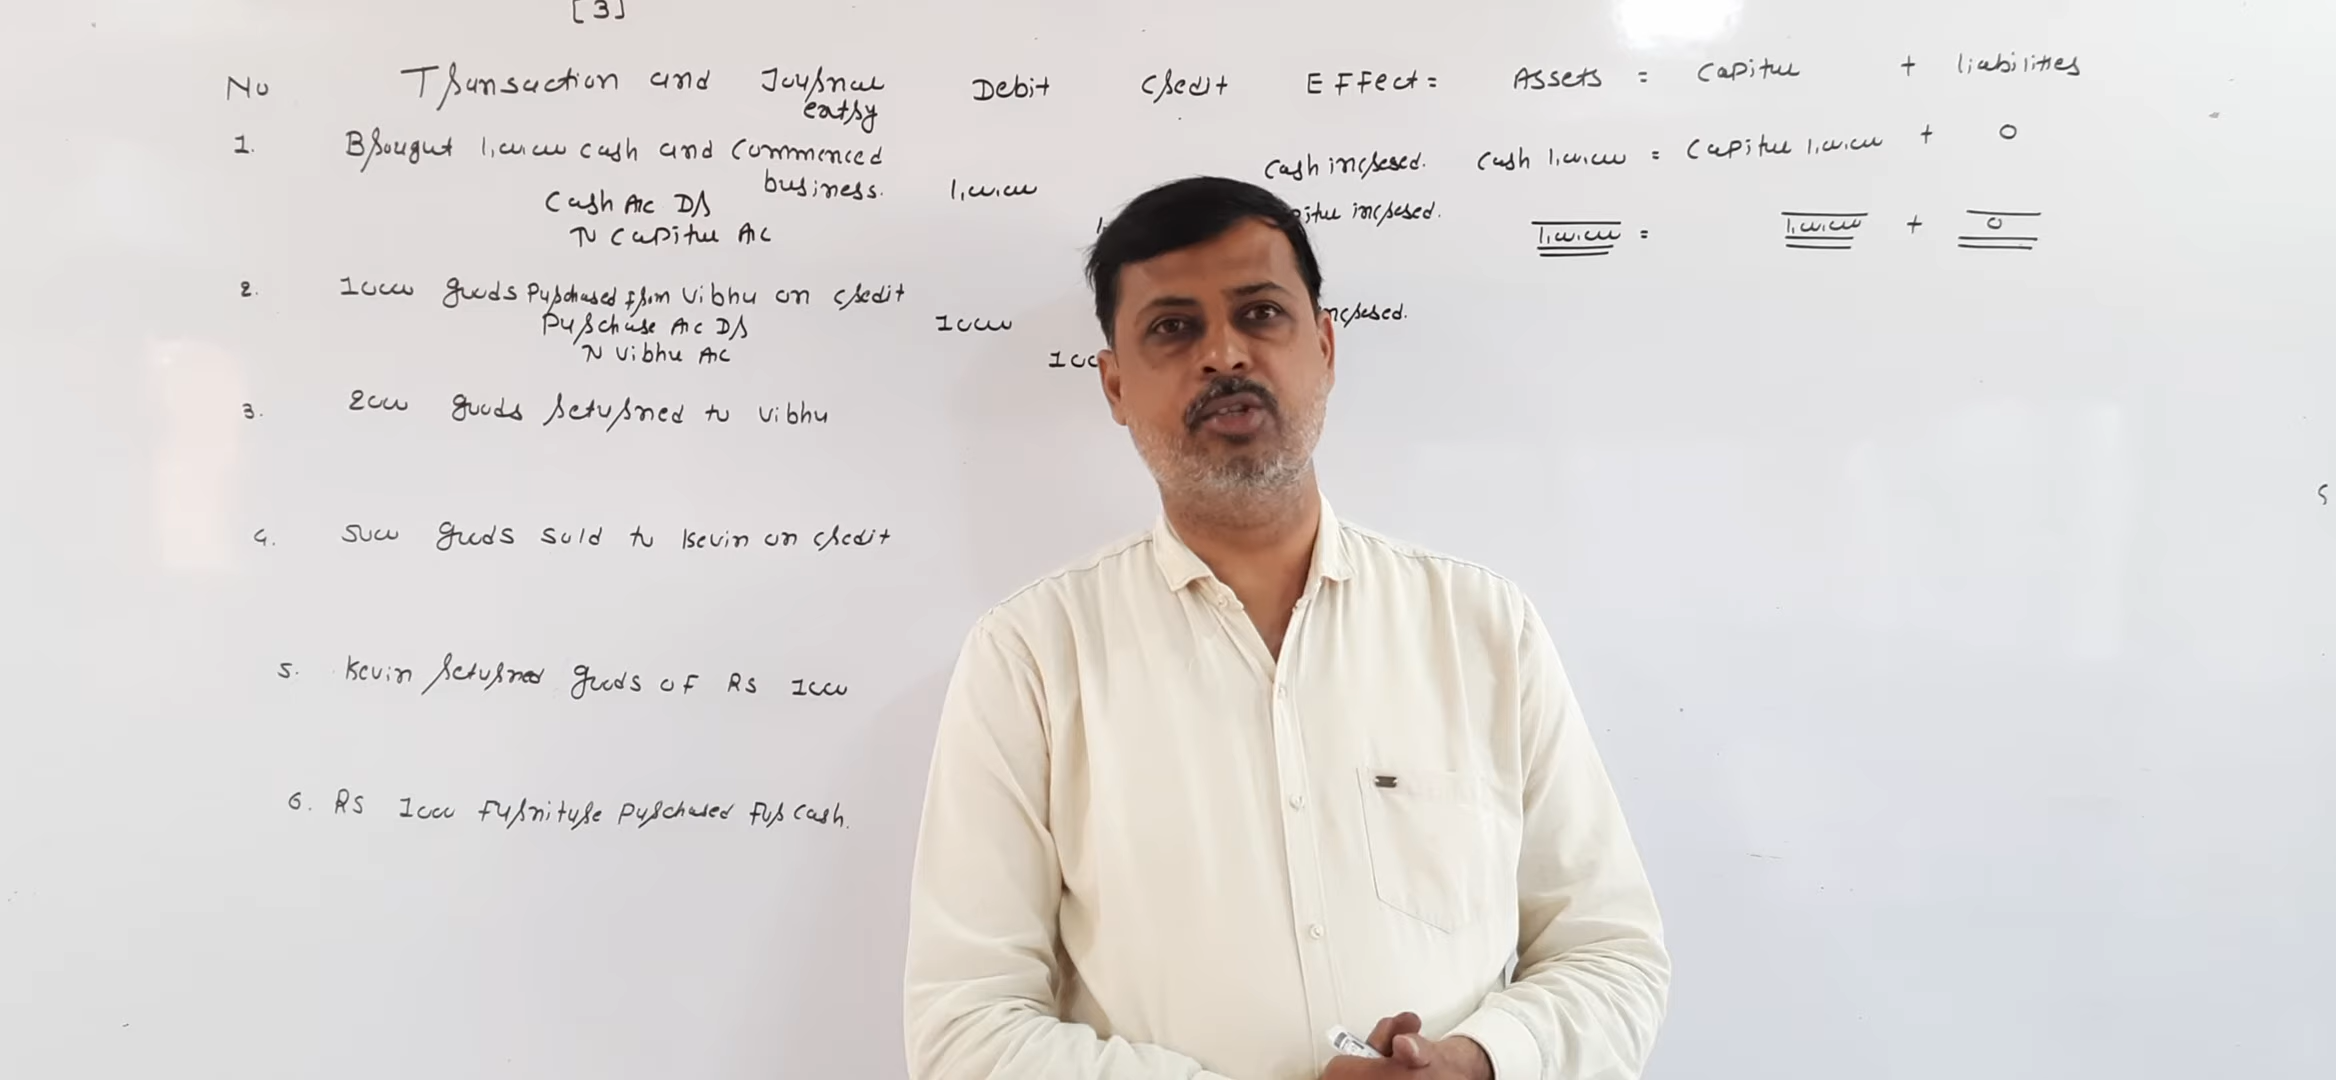 [3]
No Transaction and Journal Debit Credit Effect = Assets = Capital + liabilities
entry
1. Brought 1,00,000 cash and commenced cash incresed. cash 1,00,000 = capital 1,00,000 + 0
business. 1,00,000
Cash A/c Dr incresed. 1,00,000 = 1,00,000 + 0
To capital A/c
2. 10000 goods purchased from Vibhu on credit
purchase A/c Dr 10000
To Vibhu A/c
3. 2000 goods returned to Vibhu
4. 5000 goods sold to Kevin on credit
5. Kevin returned goods of RS 1000
6. RS 1000 furniture purchased for cash.